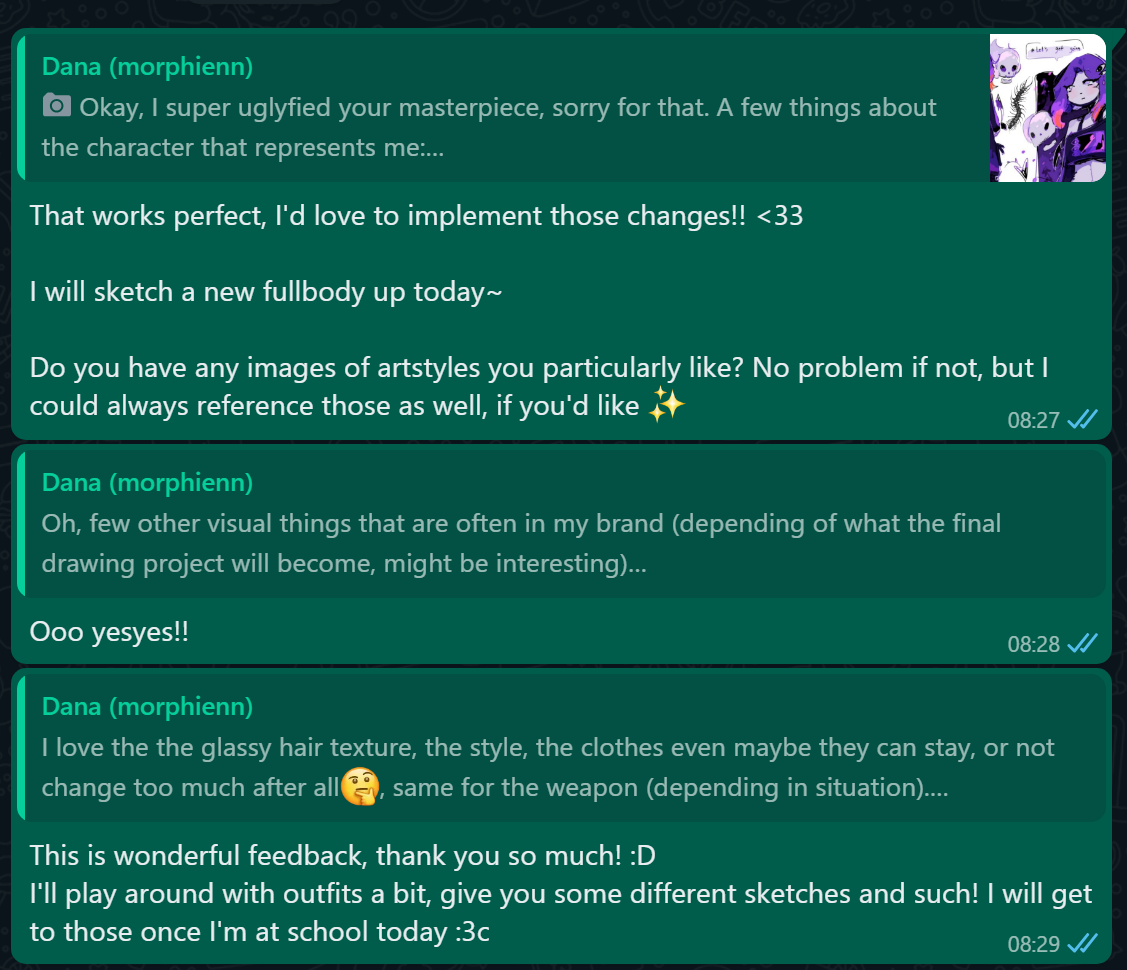 Dana (morphienn)
Let's get going
📷 Okay, I super uglyfied your masterpiece, sorry for that. A few things about
the character that represents me:...
That works perfect, I'd love to implement those changes!! <33
I will sketch a new fullbody up today~
Do you have any images of artstyles you particularly like? No problem if not, but I
could always reference those as well, if you'd like ✨
08:27
Dana (morphienn)
Oh, few other visual things that are often in my brand (depending of what the final
drawing project will become, might be interesting)...
Ooo yesyes!!
08:28
Dana (morphienn)
I love the the glassy hair texture, the style, the clothes even maybe they can stay, or not
change too much after all🤔, same for the weapon (depending in situation)....
This is wonderful feedback, thank you so much! :D
I'll play around with outfits a bit, give you some different sketches and such! I will get
to those once I'm at school today :3c
08:29